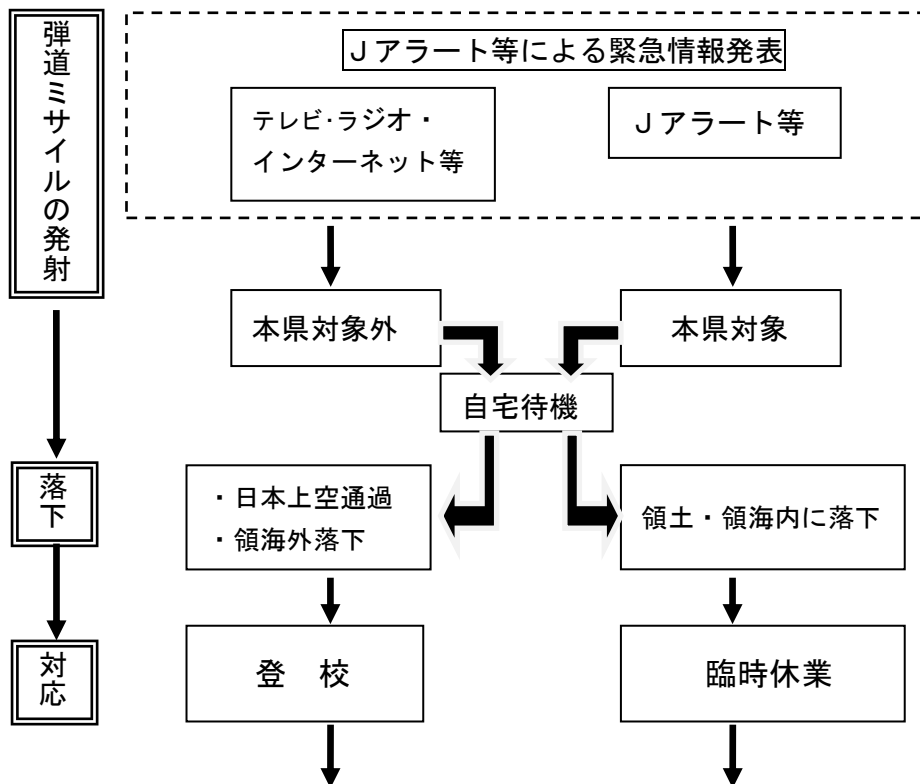 弾道ミサイルの発射
Jアラート等による緊急情報発表
テレビ・ラジオ・
インターネット等
Jアラート等
本県対象外
本県対象
自宅待機
落下
・日本上空通過
・領海外落下
領土・領海内に落下
対応
登　校
臨時休業